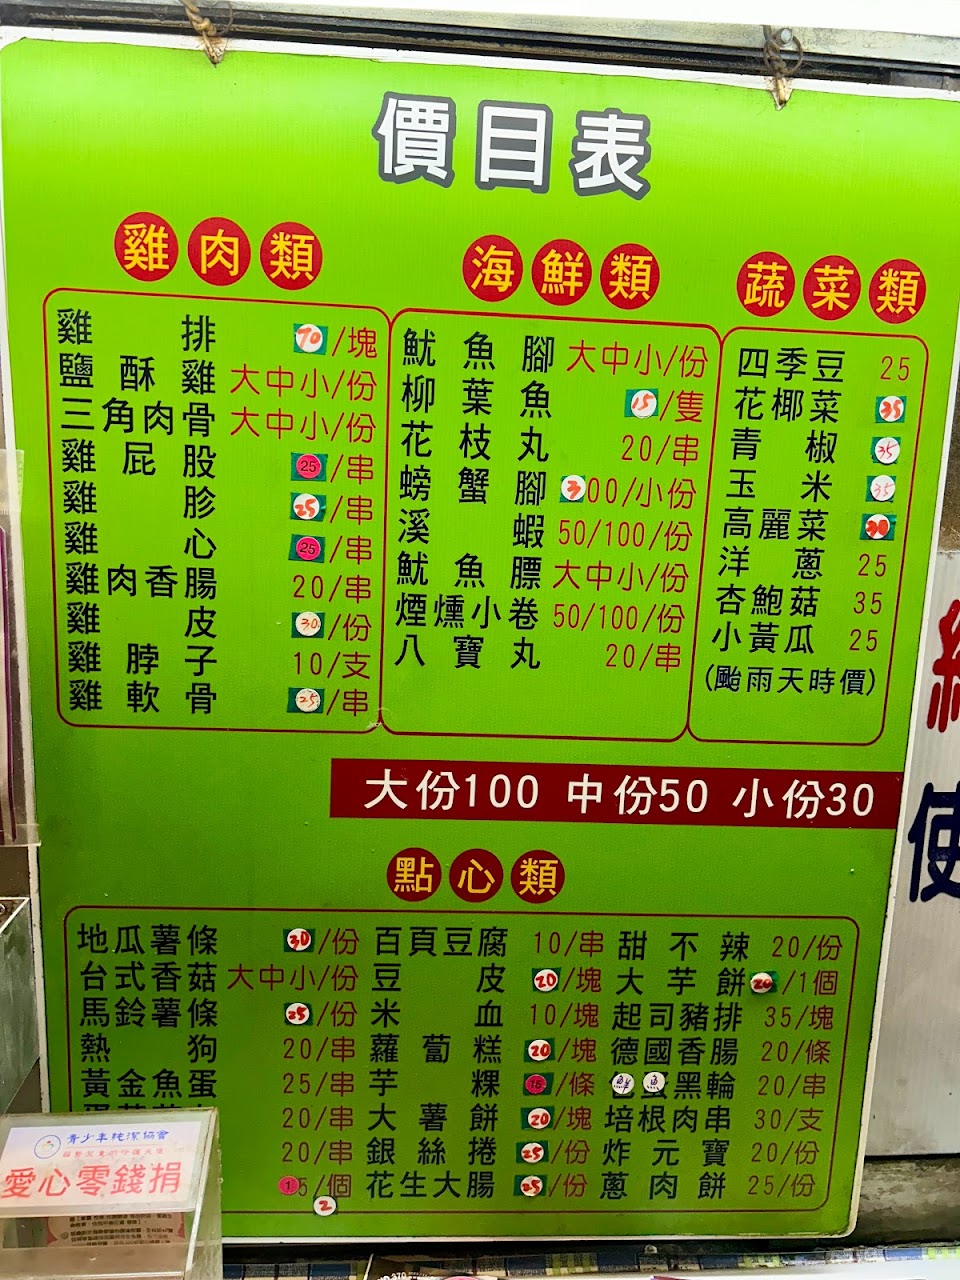 價目表
雞肉類
雞排 70/塊
鹽酥雞 大中小/份
三角肉骨 大中小/份
雞屁股 25/串
雞胗 25/串
雞心 25/串
雞肉香腸 20/串
雞皮 30/份
雞脖子 10/支
雞軟骨 25/串
海鮮類
魷魚腳 大中小/份
柳葉魚 15/隻
花枝丸 20/串
螃蟹腳 300/小份
溪蝦 50/100/份
魷魚膘 大中小/份
煙燻小卷 50/100/份
八寶丸 20/串
蔬菜類
四季豆 25
花椰菜 35
青椒 35
玉米 35
高麗菜 30
洋蔥 25
杏鮑菇 35
小黃瓜 25
(颱雨天時價)
大份100 中份50 小份30
點心類
地瓜薯條 30/份
台式香菇 大中小/份
馬鈴薯條 25/份
熱狗 20/串
黃金魚蛋 25/串
20/串
20/串
15/個
2
百頁豆腐 10/串
豆皮 20/塊
米血 10/塊
蘿蔔糕 20/塊
芋粿 15/條
大薯餅 20/塊
銀絲捲 25/份
花生大腸 25/份
甜不辣 20/份
大芋餅 20/1個
起司豬排 35/塊
德國香腸 20/條
魚黑輪 20/串
培根肉串 30/支
炸元寶 20/份
蔥肉餅 25/份
青少年純潔協會
愛心零錢捐
使